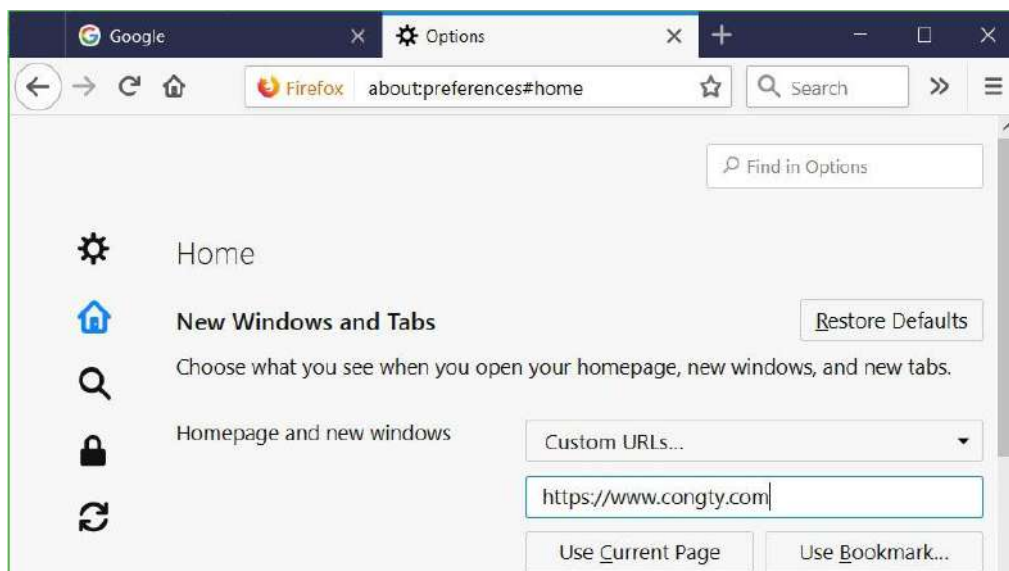 Google
Options
Firefox about:preferences#home
Search
Find in Options
Home
New Windows and Tabs
Restore Defaults
Choose what you see when you open your homepage, new windows, and new tabs.
Homepage and new windows
Custom URLs...
https://www.congty.com
Use Current Page
Use Bookmark...